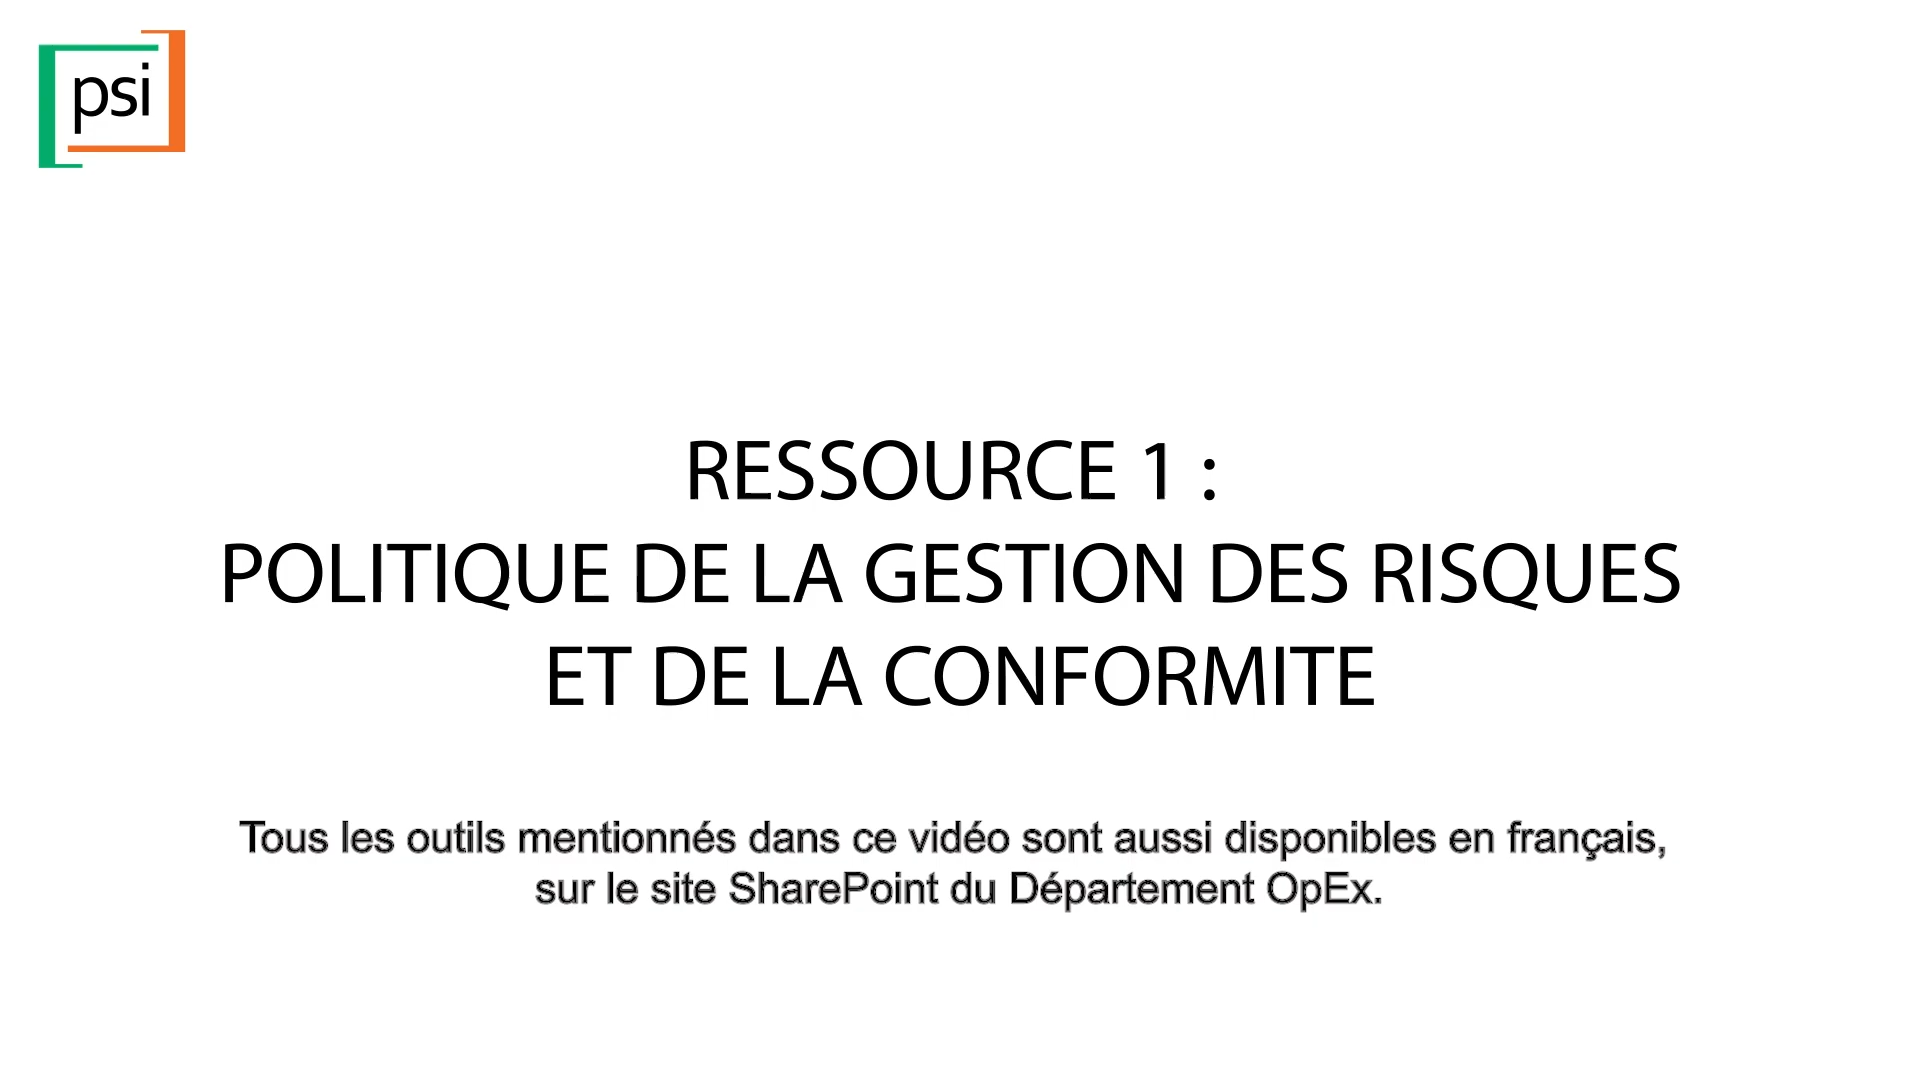 psi
RESSOURCE 1 :
POLITIQUE DE LA GESTION DES RISQUES
ET DE LA CONFORMITE
Tous les outils mentionnés dans ce vidéo sont aussi disponibles en français,
sur le site SharePoint du Département OpEx.